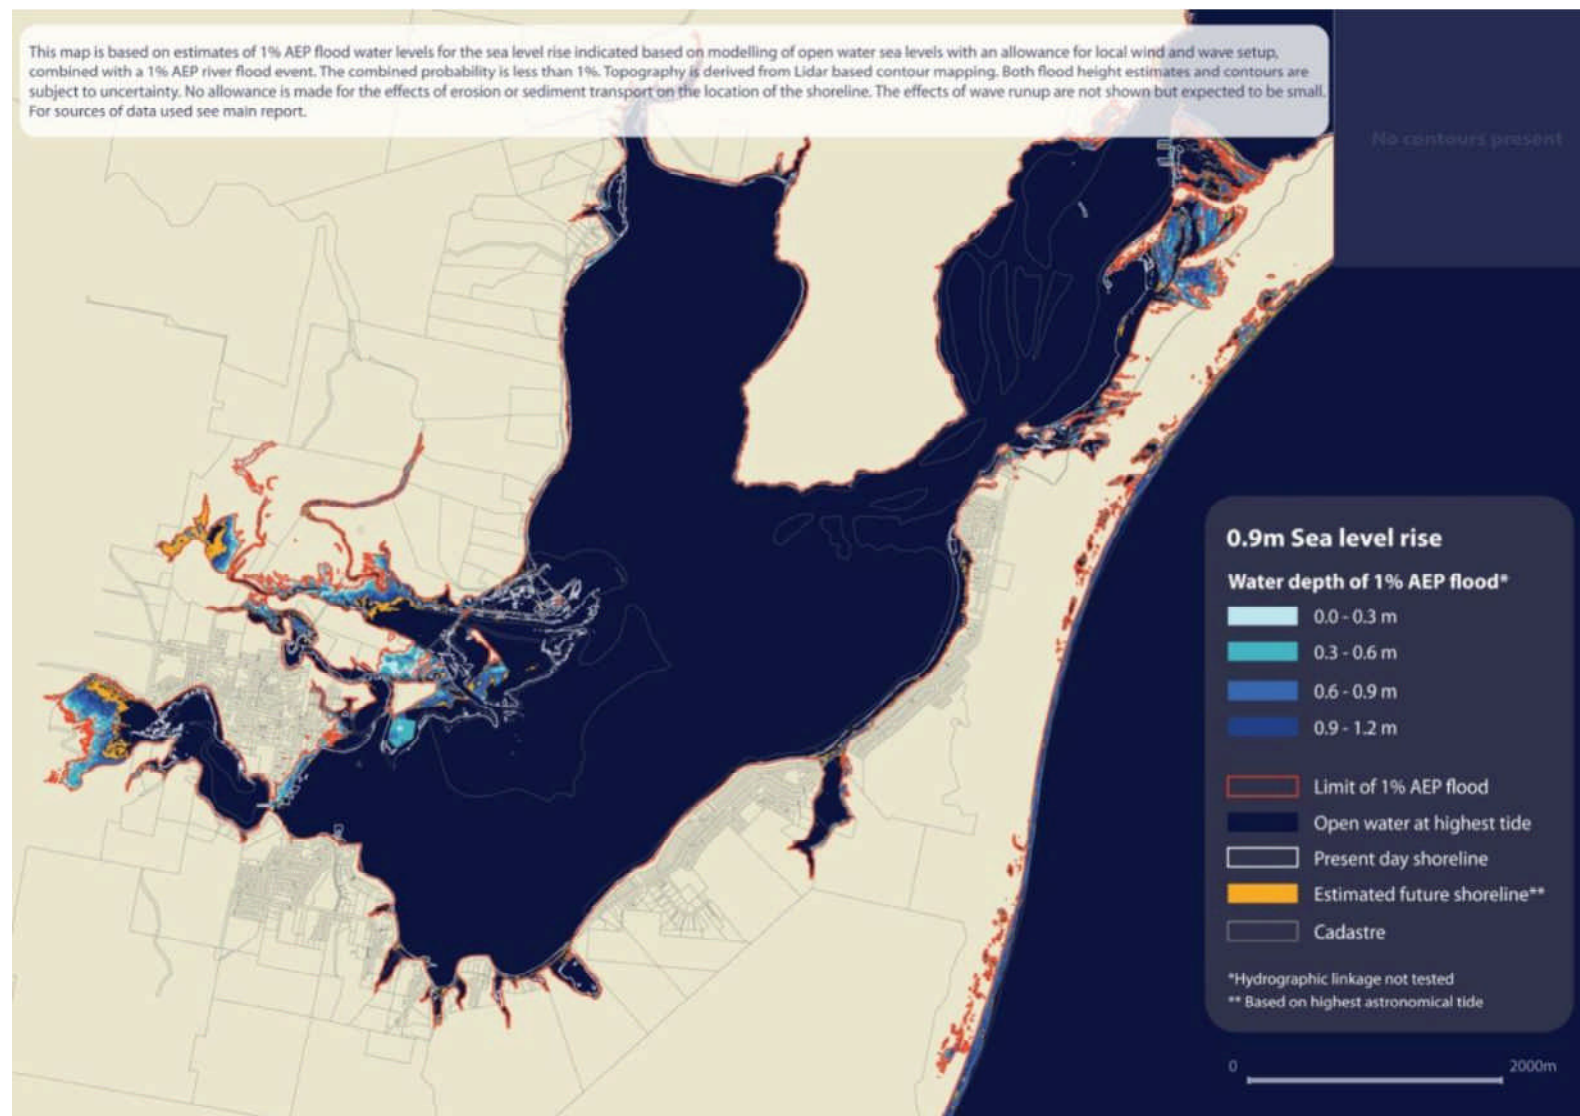 This map is based on estimates of 1% AEP flood water levels for the sea level rise indicated based on modelling of open water sea levels with an allowance for local wind and wave setup,
combined with a 1% AEP river flood event. The combined probability is less than 1%. Topography is derived from Lidar based contour mapping. Both flood height estimates and contours are
subject to uncertainty. No allowance is made for the effects of erosion or sediment transport on the location of the shoreline. The effects of wave runup are not shown but expected to be small.
For sources of data used see main report.
No contours present
0.9m Sea level rise
Water depth of 1% AEP flood*
0.0 - 0.3 m
0.3 - 0.6 m
0.6 - 0.9 m
0.9 - 1.2 m
Limit of 1% AEP flood
Open water at highest tide
Present day shoreline
Estimated future shoreline**
Cadastre
*Hydrographic linkage not tested
** Based on highest astronomical tide
0 2000m